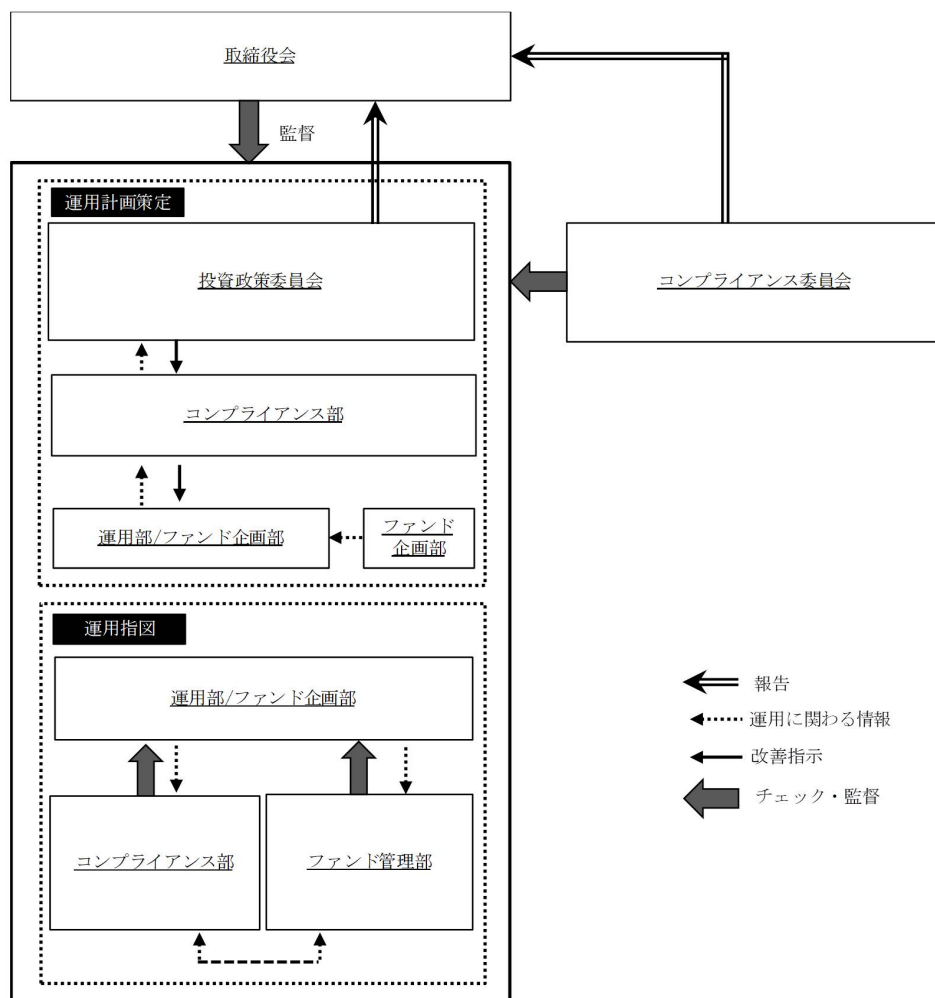 取締役会
監督
運用計画策定
投資政策委員会
コンプライアンス委員会
コンプライアンス部
運用部/ファンド企画部
ファンド
企画部
運用指図
運用部/ファンド企画部
コンプライアンス部
ファンド管理部
報告
運用に関わる情報
改善指示
チェック・監督